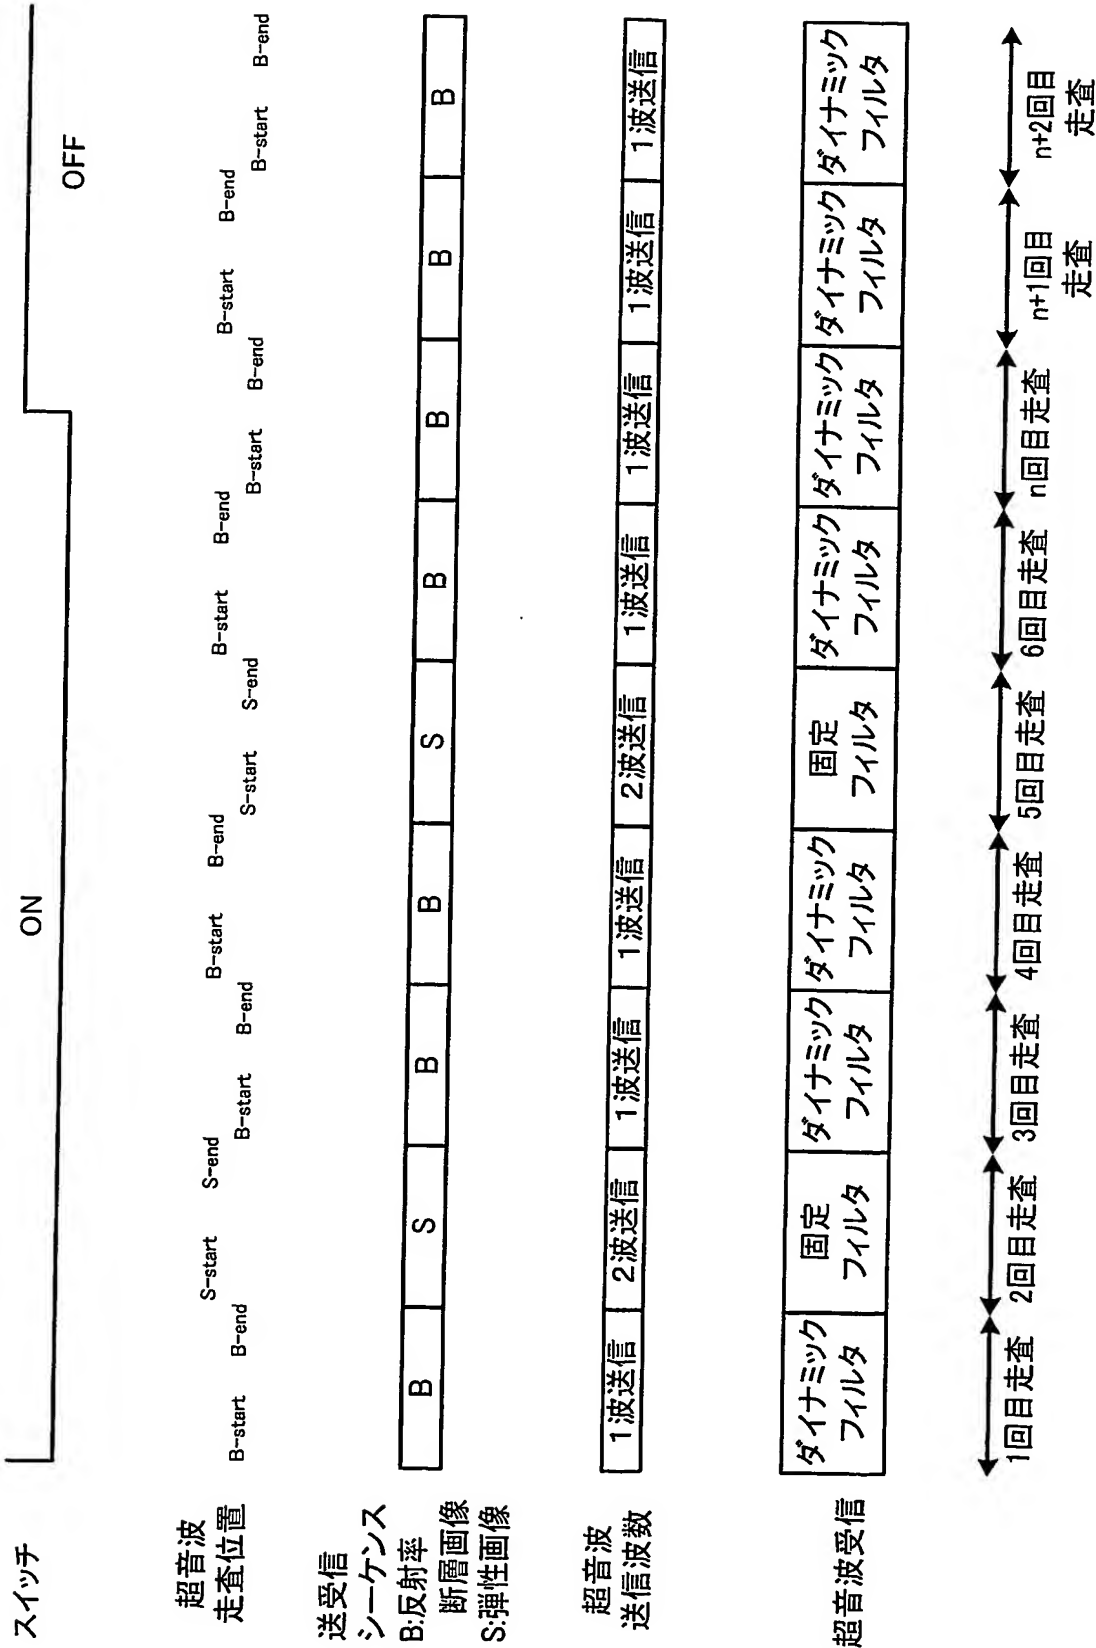 スイッチ
ON
OFF
超音波
走査位置
B-start
B-end
S-start
S-end
B-start
B-end
B-start
B-end
S-start
S-end
B-start
B-end
B-start
B-end
B-start
B-end
B-start
B-end
送受信
シーケンス
B:反射率
断層画像
S:弾性画像
B
S
B
B
S
B
B
B
B
超音波
送信波数
1波送信
2波送信
1波送信
1波送信
2波送信
1波送信
1波送信
1波送信
1波送信
超音波受信
ダイナミック
フィルタ
固定
フィルタ
ダイナミック
フィルタ
ダイナミック
フィルタ
固定
フィルタ
ダイナミック
フィルタ
ダイナミック
フィルタ
ダイナミック
フィルタ
ダイナミック
フィルタ
1回目走査
2回目走査
3回目走査
4回目走査
5回目走査
6回目走査
n回目走査
n+1回目
走査
n+2回目
走査